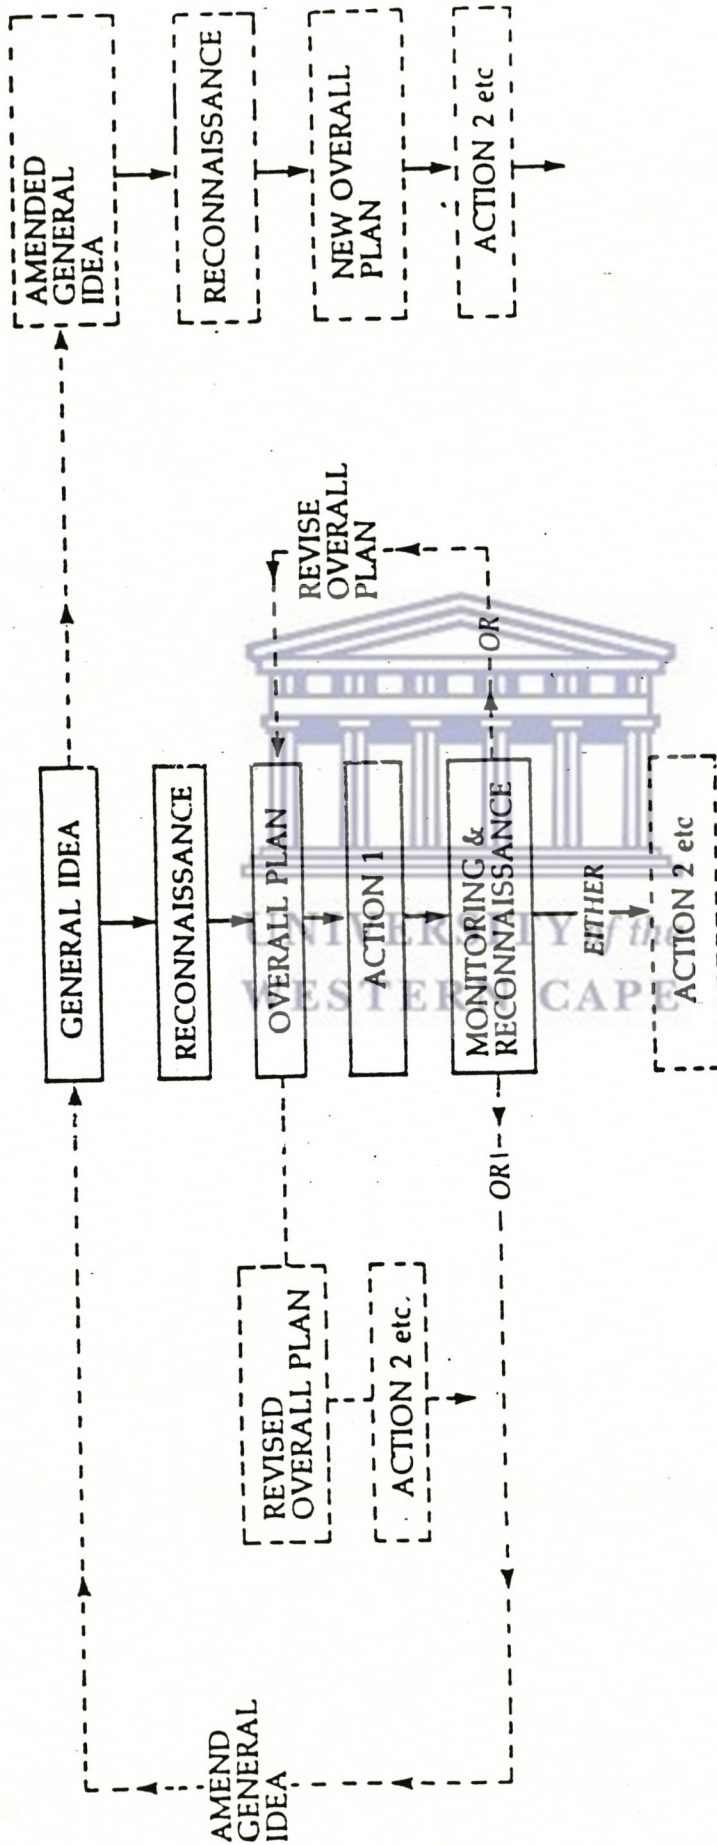 AMEND
GENERAL
IDEA
REVISED
OVERALL PLAN
ACTION 2 etc.
GENERAL IDEA
RECONNAISSANCE
OVERALL PLAN
ACTION 1
MONITORING &
RECONNAISSANCE
OR
EITHER
ACTION 2 etc
OR
REVISE
OVERALL
PLAN
AMENDED
GENERAL
IDEA
RECONNAISSANCE
NEW OVERALL
PLAN
ACTION 2 etc
UNIVERSITY of the
WESTERN CAPE